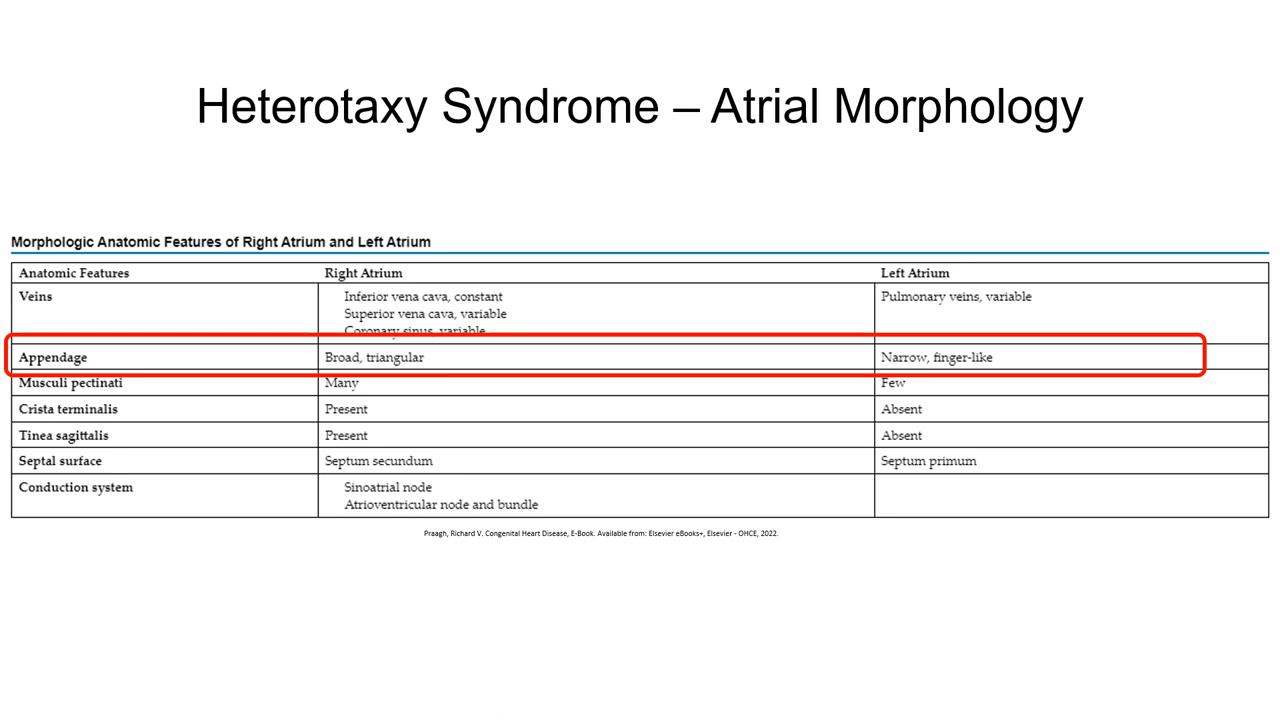 Heterotaxy Syndrome – Atrial Morphology
Morphologic Anatomic Features of Right Atrium and Left Atrium
Anatomic Features Right Atrium Left Atrium
Veins Inferior vena cava, constant Pulmonary veins, variable
Superior vena cava, variable
Coronary sinus, variable
Appendage Broad, triangular Narrow, finger-like
Musculi pectinati Many Few
Crista terminalis Present Absent
Tinea sagittalis Present Absent
Septal surface Septum secundum Septum primum
Conduction system Sinoatrial node
Atrioventricular node and bundle
Praagh, Richard V. Congenital Heart Disease, E-Book. Available from: Elsevier eBooks+, Elsevier - OHCE, 2022.